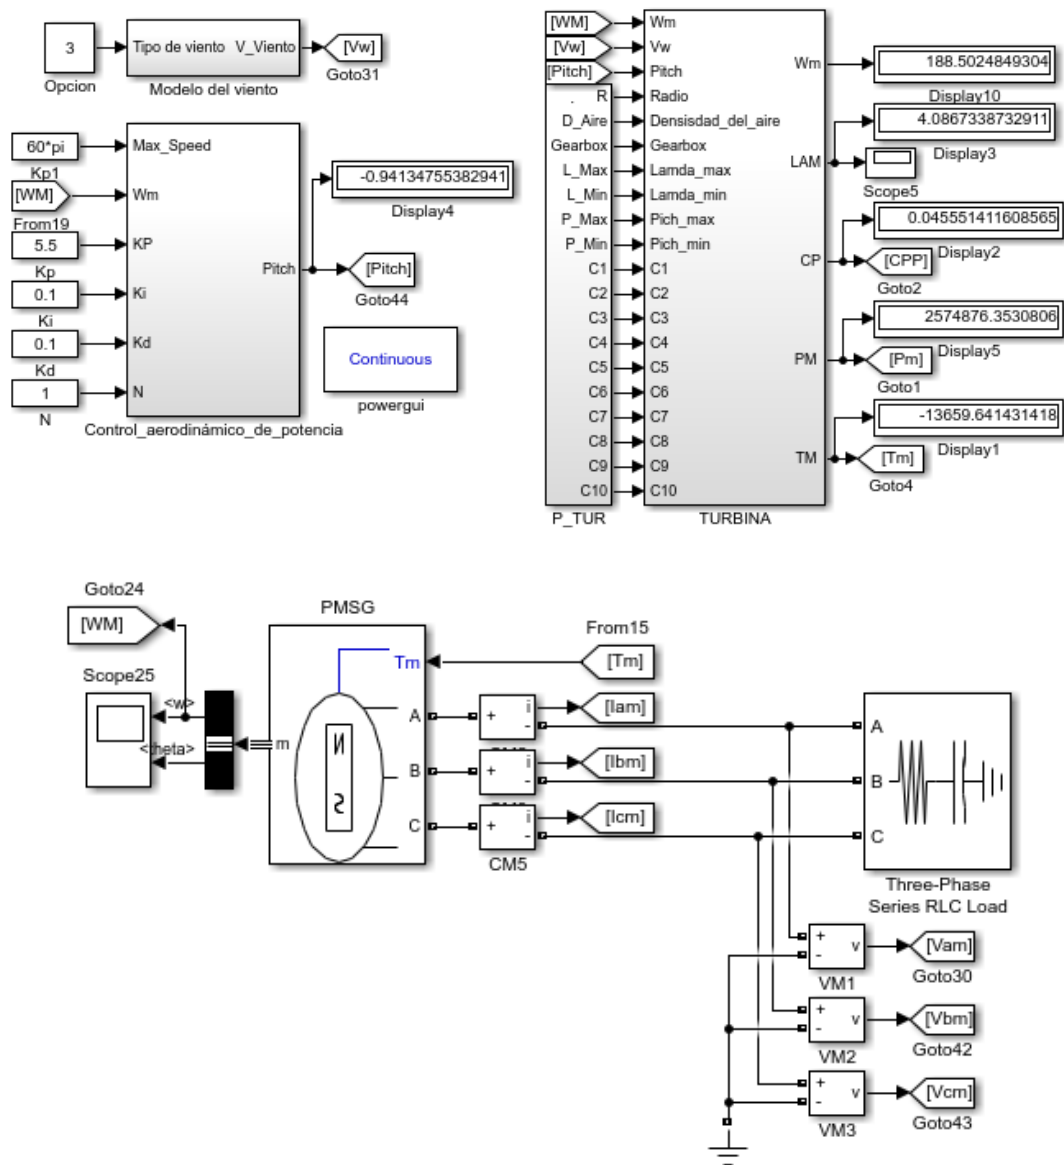 3
Opcion
Tipo de viento V_Viento
Modelo del viento
[Vw]
Goto31
60*pi
Kp1
[WM]
From19
5.5
Kp
0.1
Ki
0.1
Kd
1
N
Max_Speed
Wm
KP
Ki
Kd
N
Pitch
Control_aerodinámico_de_potencia
-0.94134755382941
Display4
[Pitch]
Goto44
Continuous
powergui
[WM]
[Vw]
[Pitch]
. R
D_Aire
Gearbox
L_Max
L_Min
P_Max
P_Min
C1
C2
C3
C4
C5
C6
C7
C8
C9
C10
P_TUR
Wm
Vw
Pitch
Radio
Densisdad_del_aire
Gearbox
Lamda_max
Lamda_min
Pich_max
Pich_min
C1
C2
C3
C4
C5
C6
C7
C8
C9
C10
Wm
LAM
CP
PM
TM
TURBINA
188.5024849304
Display10
4.0867338732911
Display3
Scope5
0.045551411608565
Display2
[CPP]
Goto2
2574876.3530806
Display5
[Pm]
Goto1
-13659.641431418
Display1
[Tm]
Goto4
Goto24
[WM]
Scope25
<w>
m
PMSG
Tm
N
S
A
B
C
From15
[Tm]
+ i -
[Iam]
+ i -
[Ibm]
+ i -
[Icm]
CM5
A
B
C
Three-Phase
Series RLC Load
+ v -
VM1
[Vam]
Goto30
+ v -
VM2
[Vbm]
Goto42
+ v -
VM3
[Vcm]
Goto43